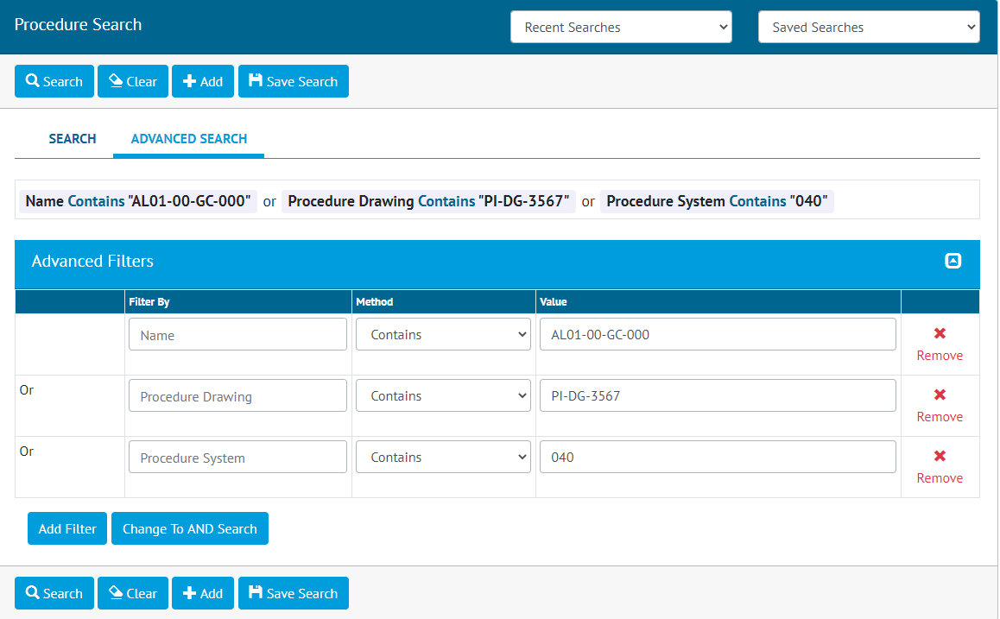 Procedure Search
Recent Searches
Saved Searches
Search
Clear
Add
Save Search
SEARCH
ADVANCED SEARCH
Name Contains "AL01-00-GC-000" or Procedure Drawing Contains "PI-DG-3567" or Procedure System Contains "040"
Advanced Filters
Filter By
Method
Value
Name
Contains
AL01-00-GC-000
Remove
Or
Procedure Drawing
Contains
PI-DG-3567
Remove
Or
Procedure System
Contains
040
Remove
Add Filter
Change To AND Search
Search
Clear
Add
Save Search